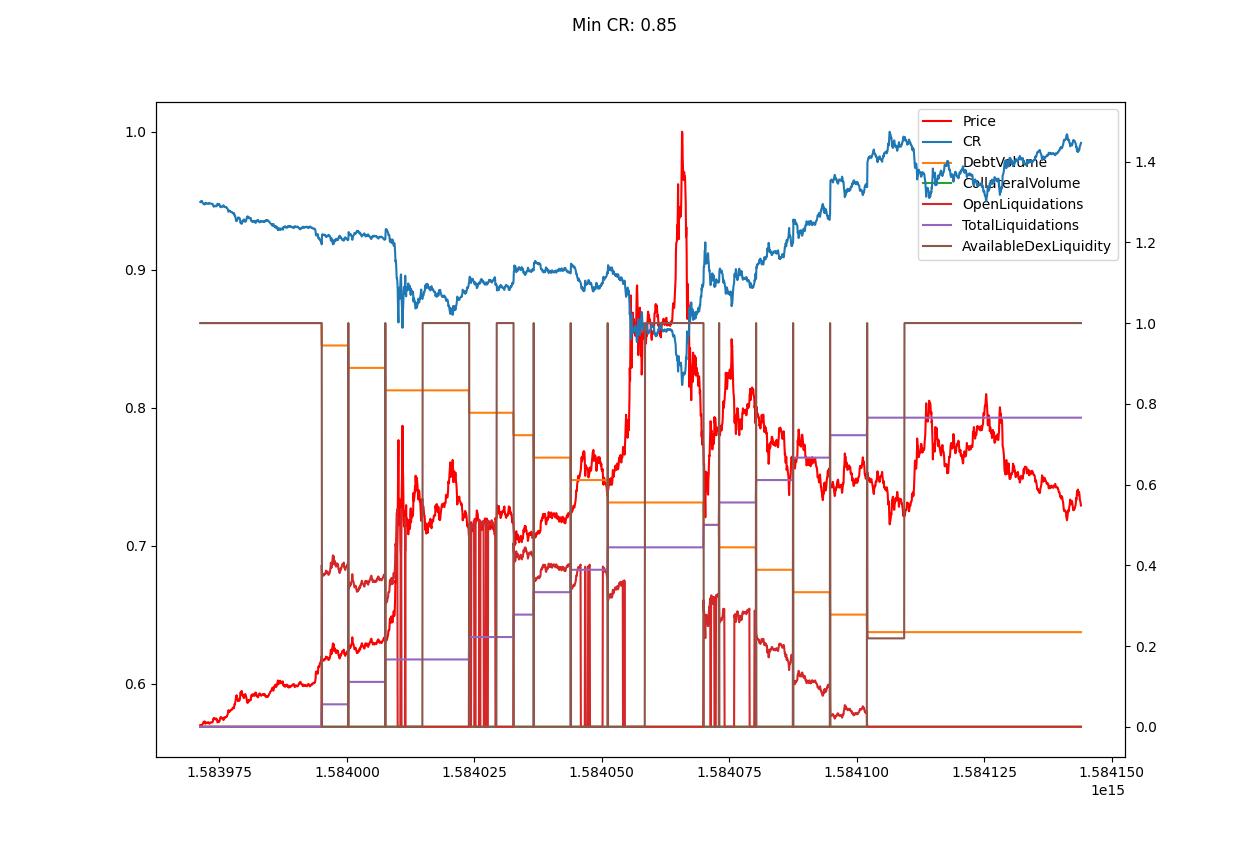 Min CR: 0.85
1.0
0.9
0.8
0.7
0.6
1.4
1.2
1.0
0.8
0.6
0.4
0.2
0.0
Price
CR
DebtVolume
CollateralVolume
OpenLiquidations
TotalLiquidations
AvailableDexLiquidity
1.583975
1.584000
1.584025
1.584050
1.584075
1.584100
1.584125
1.584150
1e15